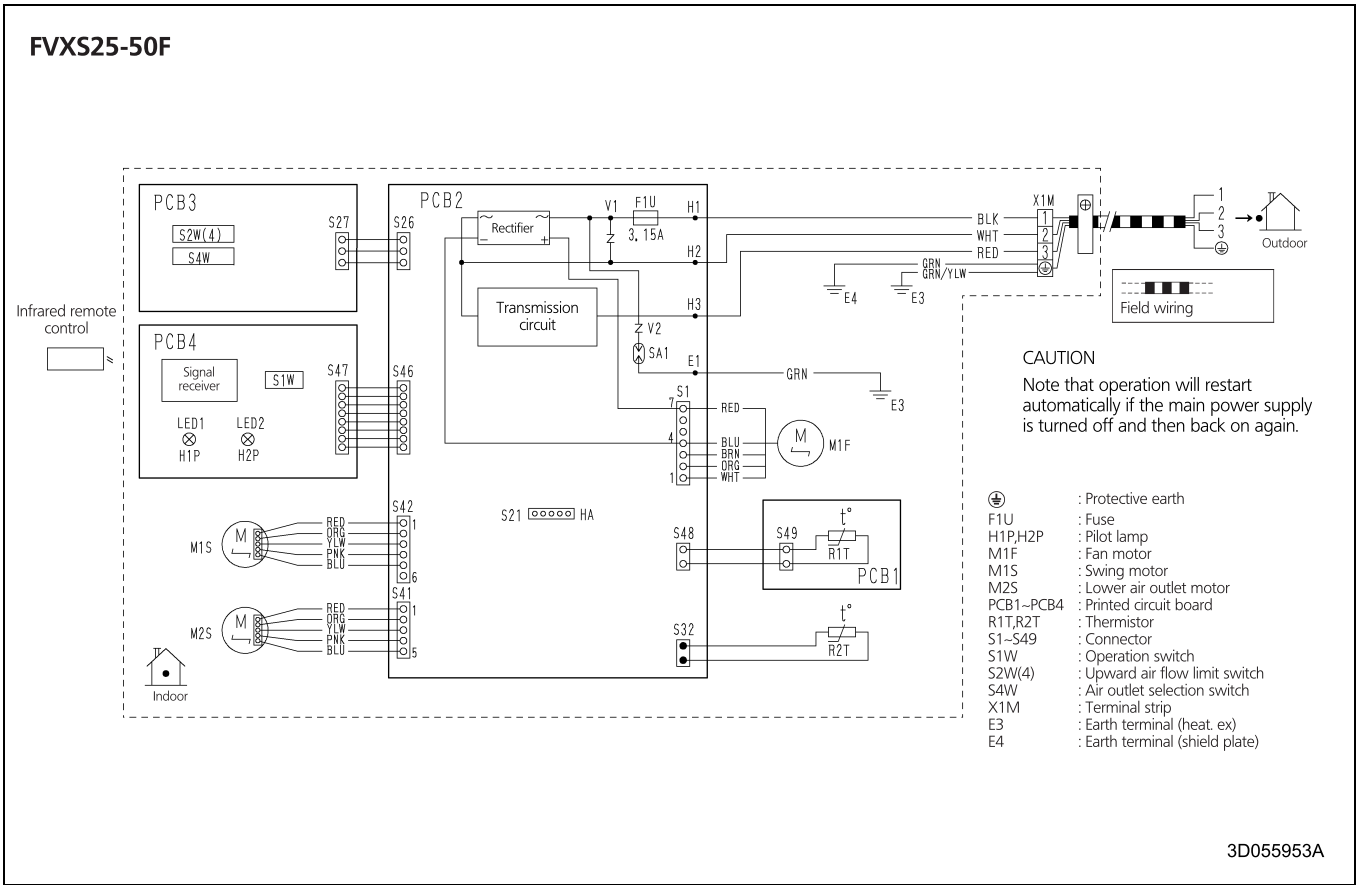 FVXS25-50F
PCB3
S2W(4)
S4W
S27
S26
PCB2
Rectifier
~ ~
− +
V1
F1U
3.15A
H1
H2
H3
Transmission
circuit
V2
SA1
E1
GRN
E3
BLK
WHT
RED
GRN
GRN/YLW
E4
E3
X1M
1
2
3
1
2
3
Outdoor
Field wiring
Infrared remote
control
PCB4
Signal
receiver
S1W
LED1
H1P
LED2
H2P
S47
S46
S1
7
4
1
RED
BLU
BRN
ORG
WHT
M
M1F
CAUTION
Note that operation will restart
automatically if the main power supply
is turned off and then back on again.
M1S
M
RED
ORG
YLW
PNK
BLU
S42
1
6
M2S
M
RED
ORG
YLW
PNK
BLU
S41
1
5
Indoor
S21
HA
S48
S49
t°
R1T
PCB1
S32
t°
R2T
: Protective earth
F1U : Fuse
H1P,H2P : Pilot lamp
M1F : Fan motor
M1S : Swing motor
M2S : Lower air outlet motor
PCB1~PCB4 : Printed circuit board
R1T,R2T : Thermistor
S1~S49 : Connector
S1W : Operation switch
S2W(4) : Upward air flow limit switch
S4W : Air outlet selection switch
X1M : Terminal strip
E3 : Earth terminal (heat. ex)
E4 : Earth terminal (shield plate)
3D055953A